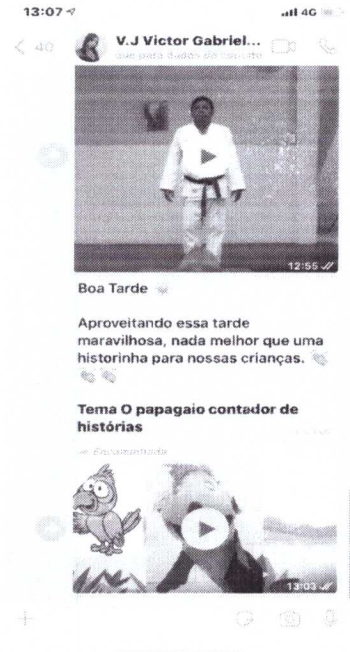 13:07
4G
40
V.J Victor Gabriel...
12:55
Boa Tarde
Aproveitando essa tarde
maravilhosa, nada melhor que uma
historinha para nossas crianças.
Tema O papagaio contador de
histórias
Encaminhada
13:03